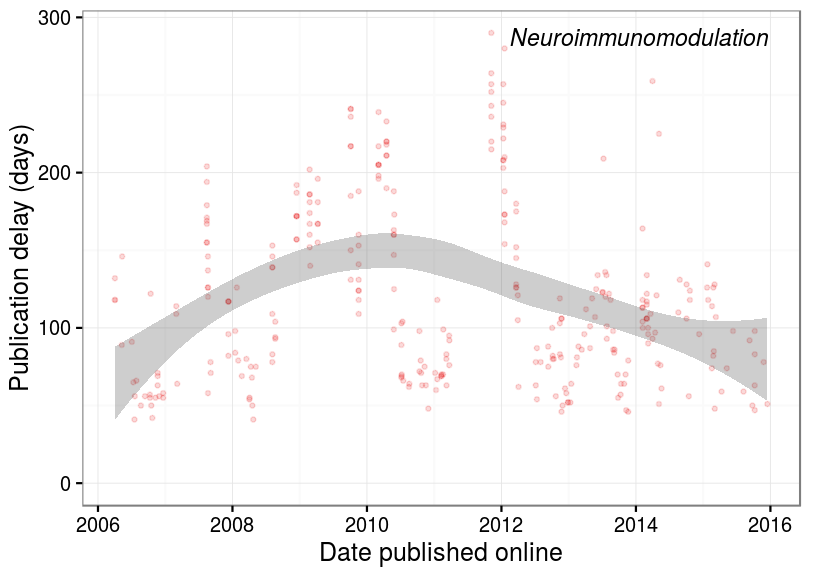 Neuroimmunomodulation
300
200
100
0
Publication delay (days)
2006 2008 2010 2012 2014 2016
Date published online